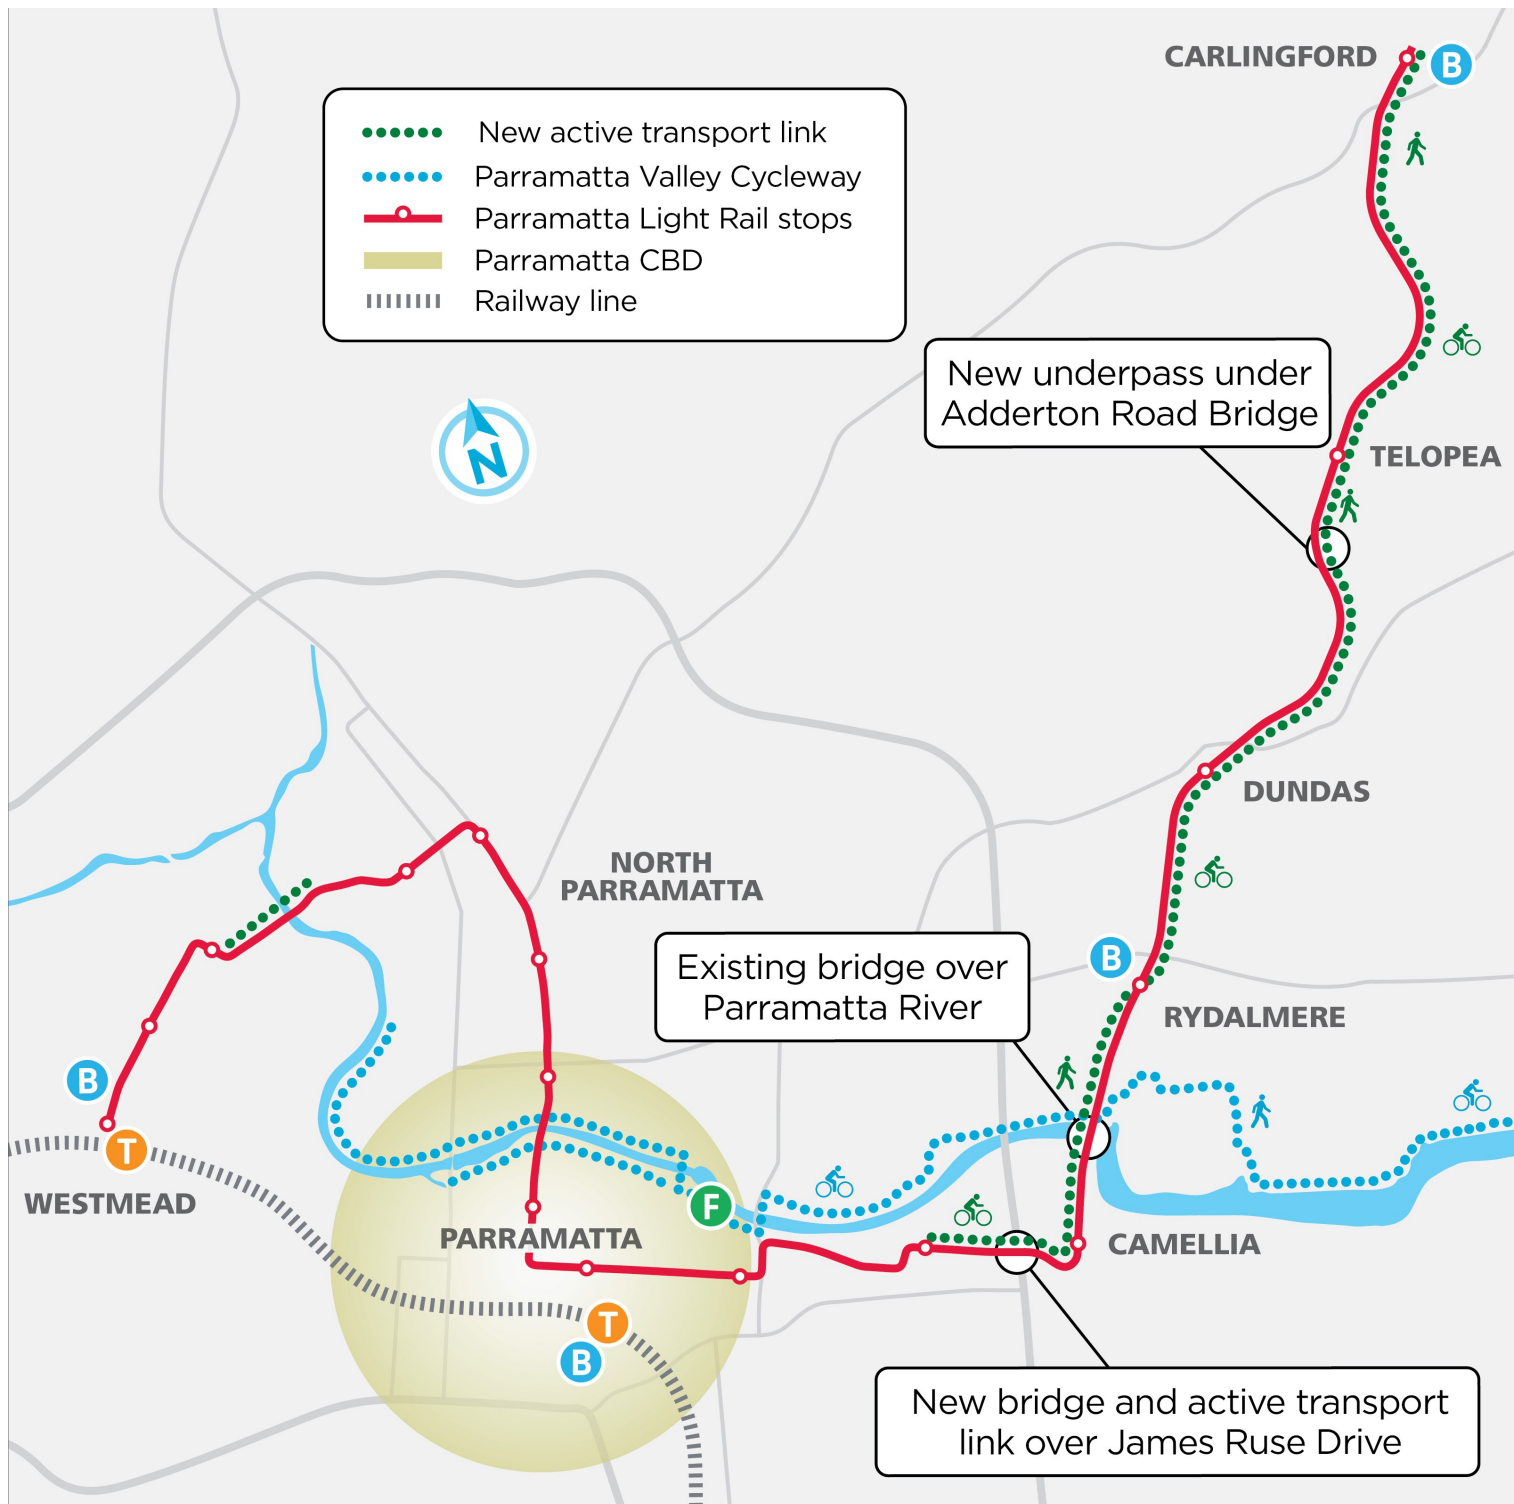 CARLINGFORD
B
New active transport link
Parramatta Valley Cycleway
Parramatta Light Rail stops
Parramatta CBD
Railway line
New underpass under
Adderton Road Bridge
N
TELOPEA
DUNDAS
NORTH
PARRAMATTA
B
Existing bridge over
Parramatta River
RYDALMERE
B
T
WESTMEAD
F
PARRAMATTA
CAMELLIA
T
B
New bridge and active transport
link over James Ruse Drive